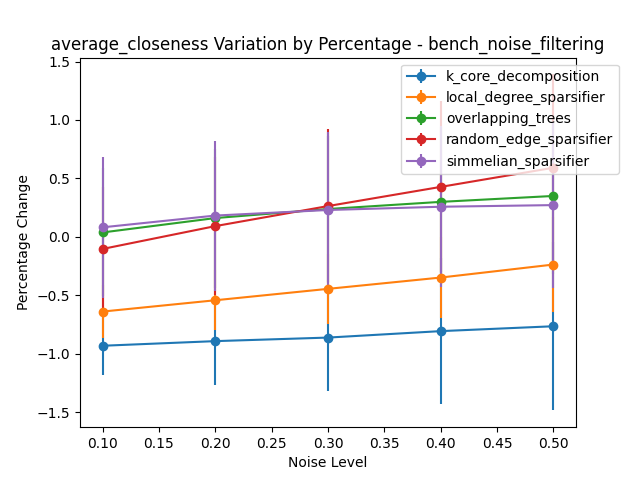 average_closeness Variation by Percentage - bench_noise_filtering
k_core_decomposition
local_degree_sparsifier
overlapping_trees
random_edge_sparsifier
simmelian_sparsifier
Percentage Change
1.5
1.0
0.5
0.0
−0.5
−1.0
−1.5
0.10 0.15 0.20 0.25 0.30 0.35 0.40 0.45 0.50
Noise Level